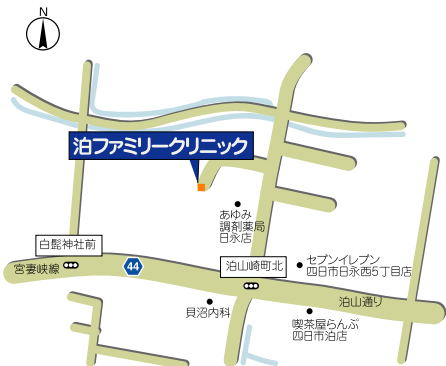 N
泊ファミリークリニック
あゆみ
調剤薬局
日永店
白髭神社前
宮妻峡線
44
泊山崎町北
セブンイレブン
四日市日永西5丁目店
泊山通り
貝沼内科
喫茶屋らんぷ
四日市泊店